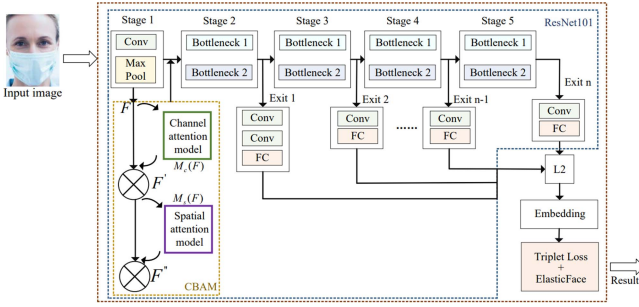 Stage 1
Stage 2
Stage 3
Stage 4
Stage 5
ResNet101
Conv
Max
Pool
Bottleneck 1
Bottleneck 2
Bottleneck 1
Bottleneck 2
Bottleneck 1
Bottleneck 2
Bottleneck 1
Bottleneck 2
Input image
Exit 1
Exit 2
Exit n-1
Exit n
F
Channel
attention
model
M_c(F)
F'
M_s(F)
Spatial
attention
model
F"
CBAM
Conv
Conv
FC
Conv
FC
......
Conv
FC
Conv
FC
L2
Embedding
Triplet Loss
+
ElasticFace
Result